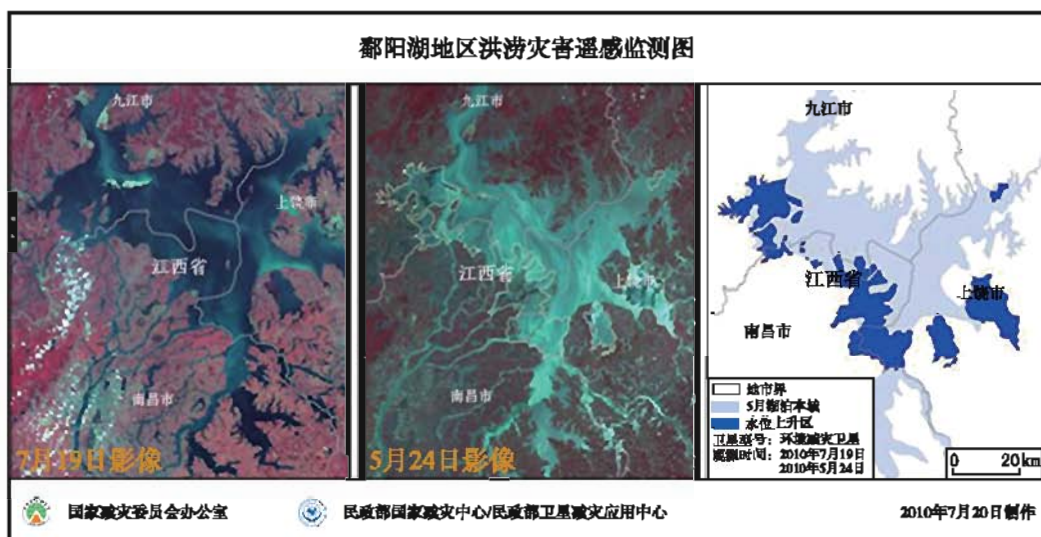 鄱阳湖地区洪涝灾害遥感监测图
九江市
上饶市
江西省
南昌市
7月19日影像
江西省
上饶市
南昌市
5月24日影像
九江市
江西省
上饶市
南昌市
地市界
5月湖泊本域
水位上升区
卫星型号：环境减灾卫星
观测时间：2010年7月19日
2010年5月24日
0 20km
国家减灾委员会办公室
民政部国家减灾中心/民政部卫星减灾应用中心
2010年7月20日制作